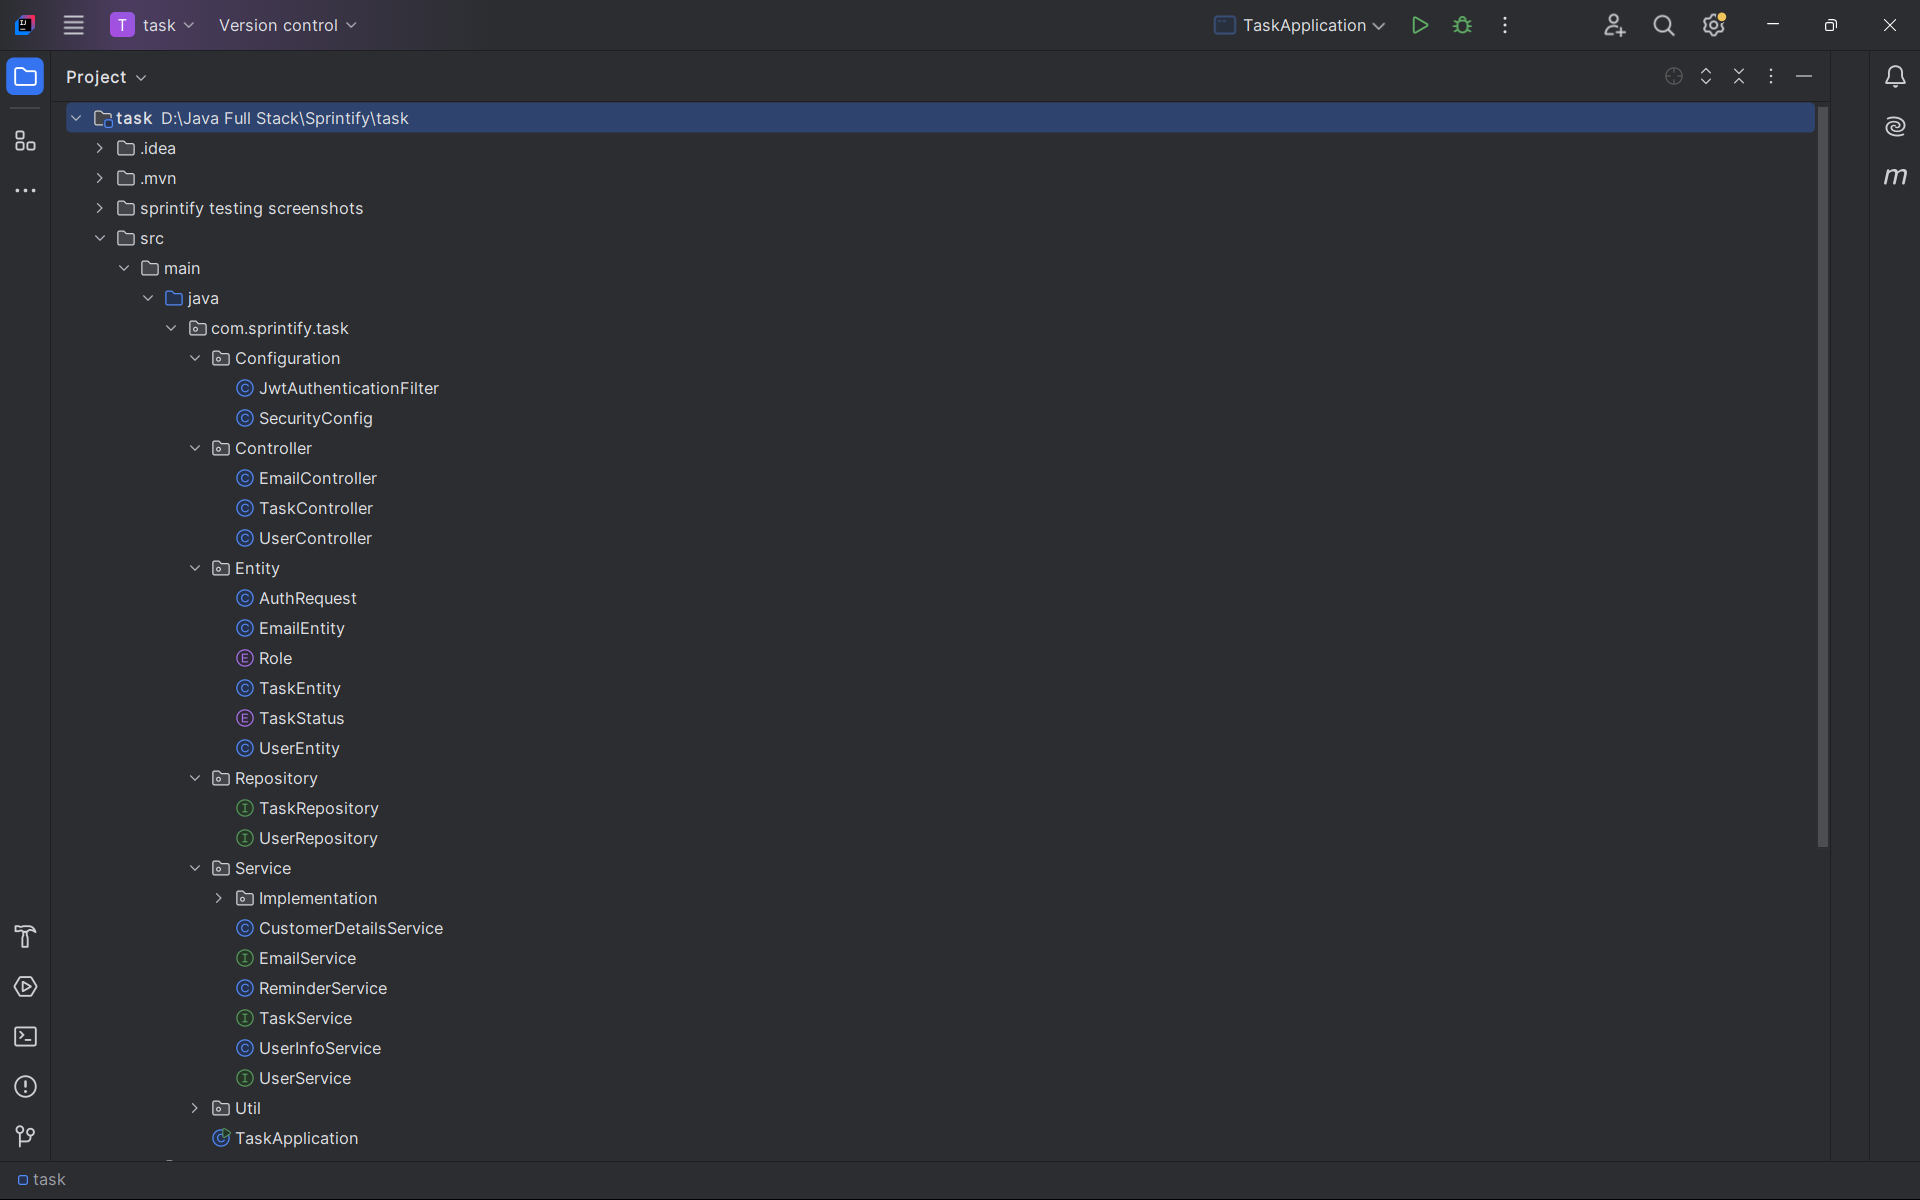 T task Version control TaskApplication
Project
task D:\Java Full Stack\Sprintify\task
.idea
.mvn
sprintify testing screenshots
src
main
java
com.sprintify.task
Configuration
C JwtAuthenticationFilter
C SecurityConfig
Controller
C EmailController
C TaskController
C UserController
Entity
C AuthRequest
C EmailEntity
E Role
C TaskEntity
E TaskStatus
C UserEntity
Repository
I TaskRepository
I UserRepository
Service
Implementation
C CustomerDetailsService
I EmailService
C ReminderService
I TaskService
C UserInfoService
I UserService
Util
C TaskApplication
m
task